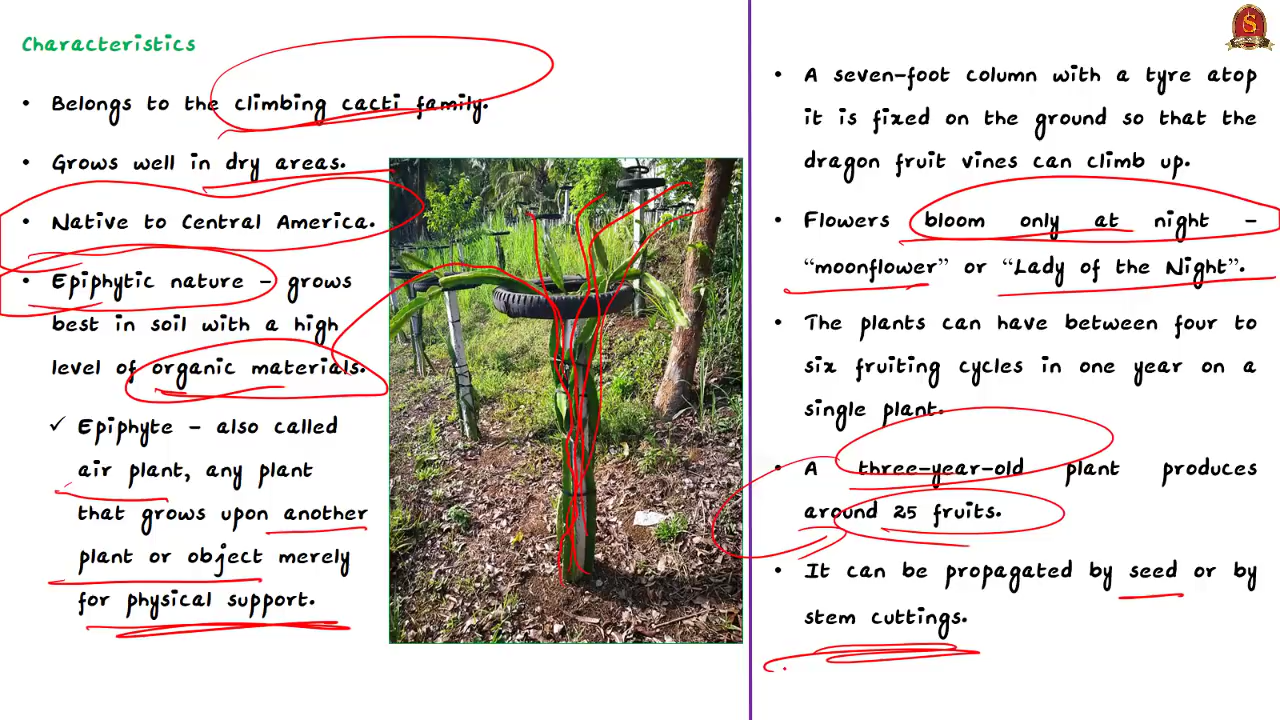 Characteristics
• Belongs to the climbing cacti family.
• Grows well in dry areas.
• Native to Central America.
• Epiphytic nature – grows
best in soil with a high
level of organic materials.
✓ Epiphyte – also called
air plant, any plant
that grows upon another
plant or object merely
for physical support.
• A seven-foot column with a tyre atop
it is fixed on the ground so that the
dragon fruit vines can climb up.
• Flowers bloom only at night –
“moonflower” or “Lady of the Night”.
• The plants can have between four to
six fruiting cycles in one year on a
single plant.
• A three-year-old plant produces
around 25 fruits.
• It can be propagated by seed or by
stem cuttings.
S